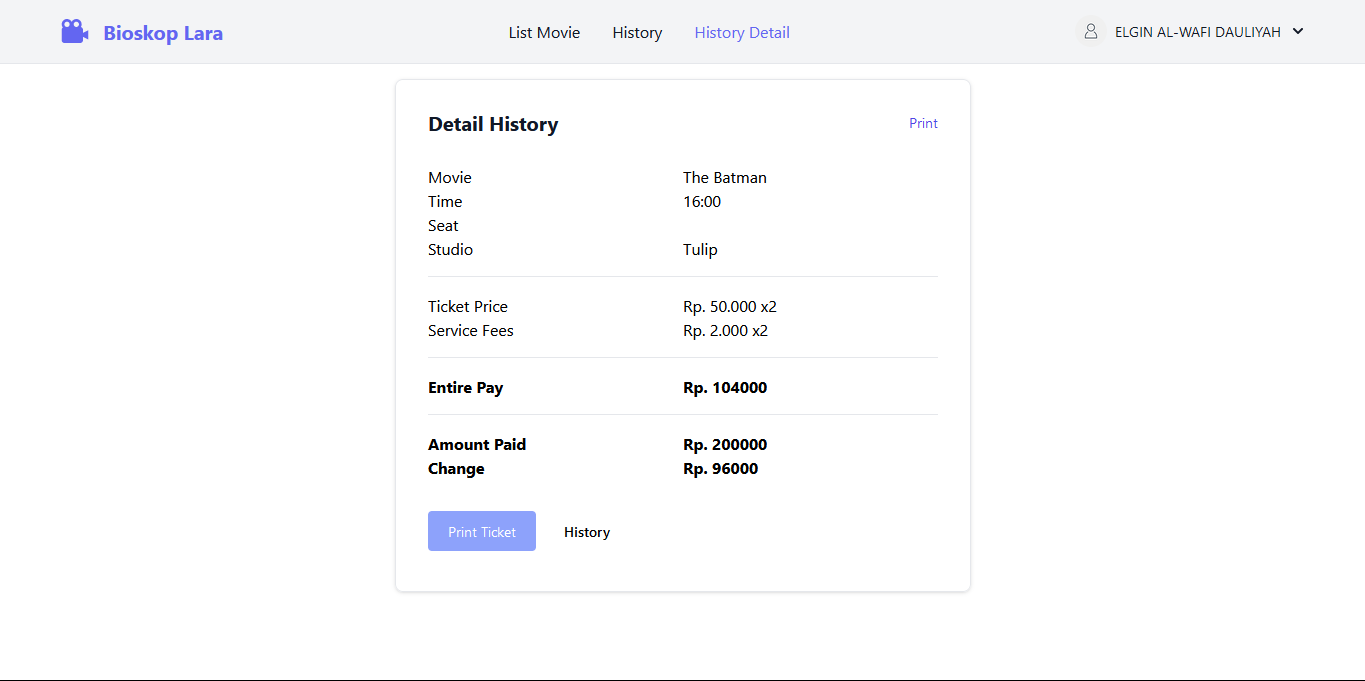 Bioskop Lara
List Movie
History
History Detail
ELGIN AL-WAFI DAULIYAH
Detail History
Print
Movie The Batman
Time 16:00
Seat
Studio Tulip
Ticket Price Rp. 50.000 x2
Service Fees Rp. 2.000 x2
Entire Pay Rp. 104000
Amount Paid Rp. 200000
Change Rp. 96000
Print Ticket
History